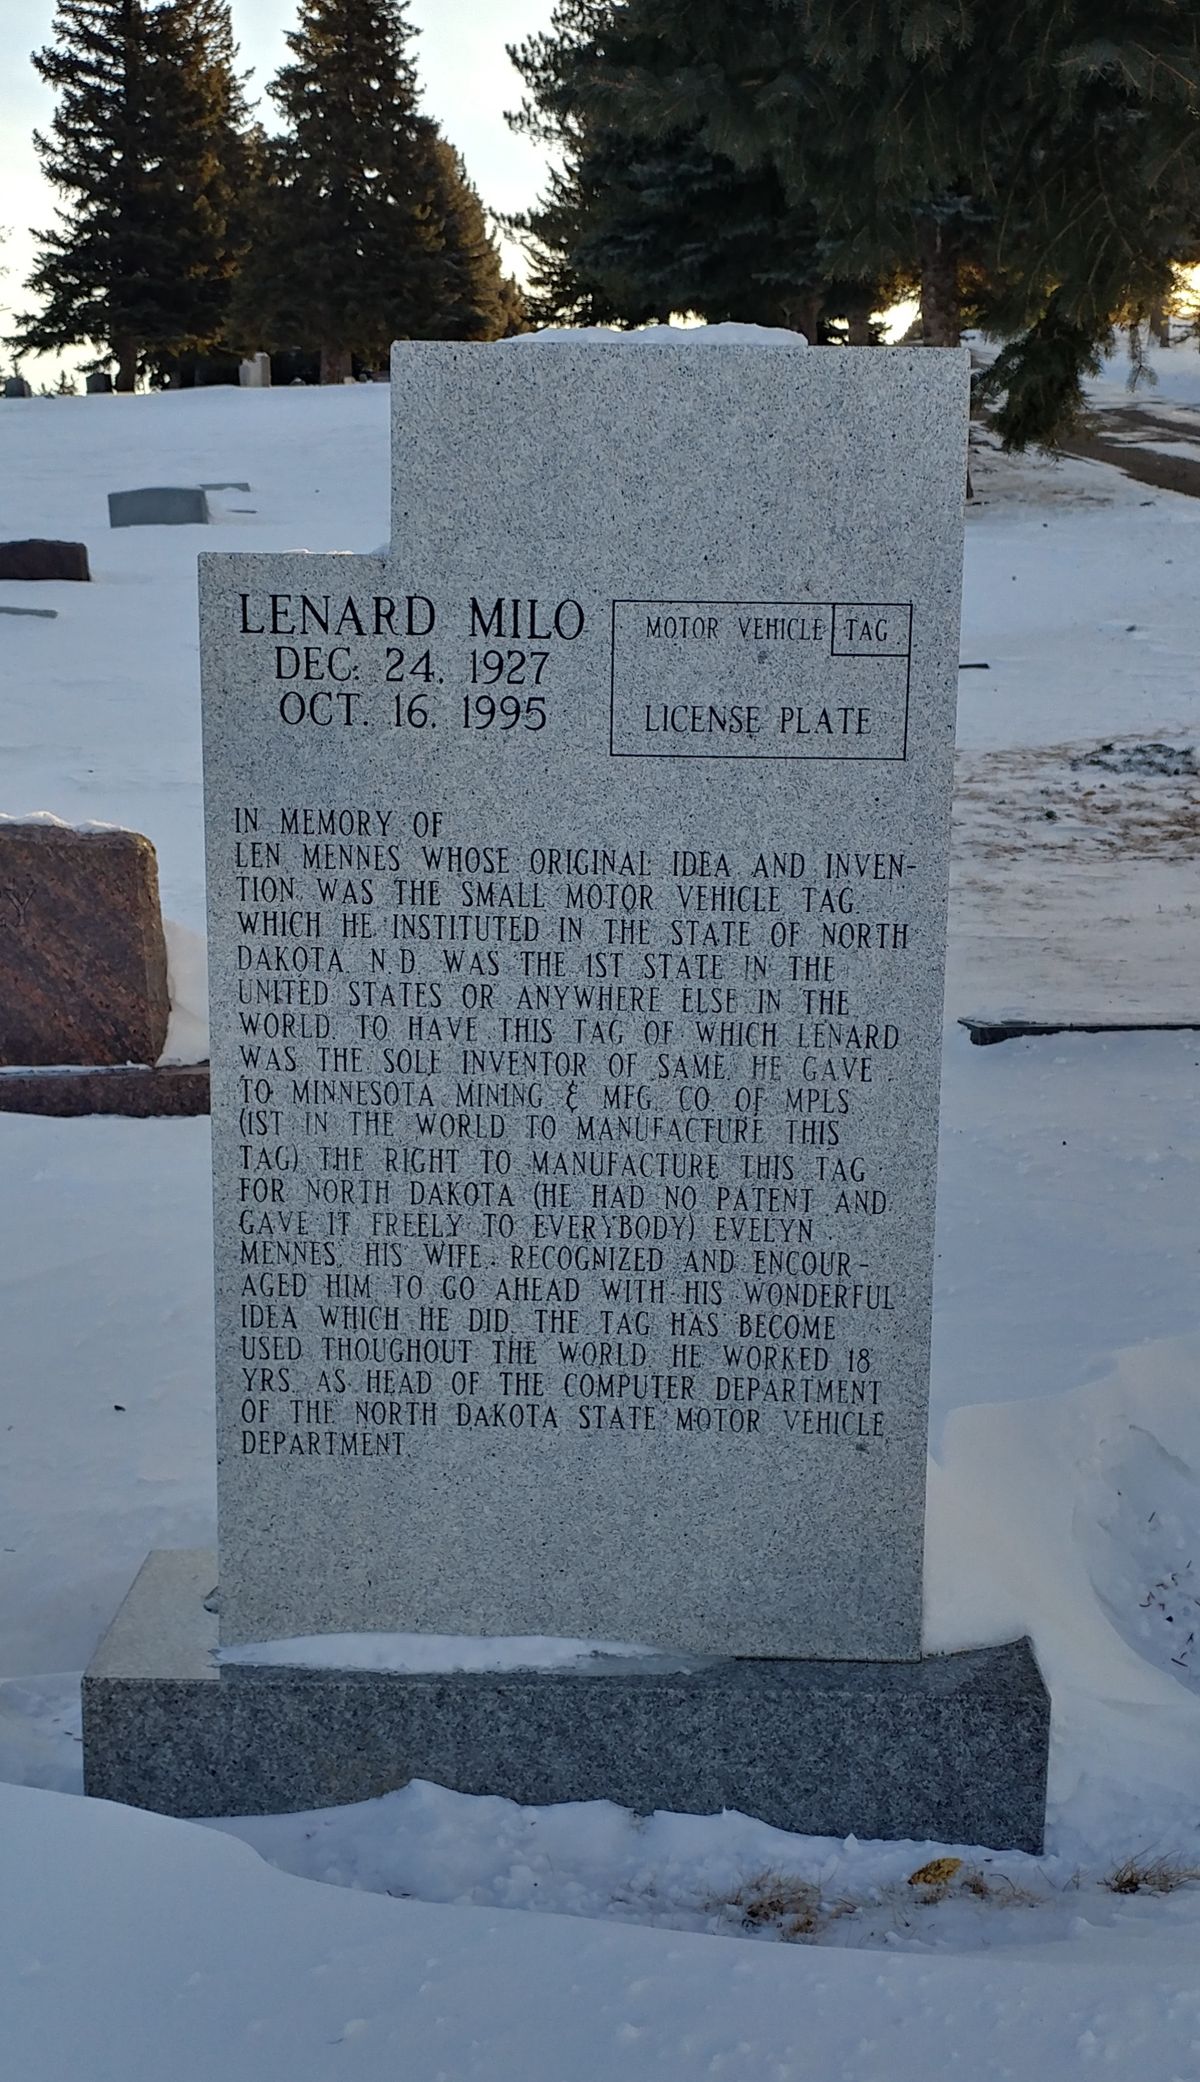 LENARD MILO
DEC. 24, 1927
OCT. 16, 1995
MOTOR VEHICLE TAG
LICENSE PLATE
IN MEMORY OF
LEN MENNES WHOSE ORIGINAL IDEA AND INVEN-
TION WAS THE SMALL MOTOR VEHICLE TAG.
WHICH HE INSTITUTED IN THE STATE OF NORTH
DAKOTA. N.D. WAS THE 1ST STATE IN THE
UNITED STATES OR ANYWHERE ELSE IN THE
WORLD, TO HAVE THIS TAG OF WHICH LENARD
WAS THE SOLE INVENTOR OF SAME. HE GAVE
TO MINNESOTA MINING & MFG. CO. OF MPLS
(1ST IN THE WORLD TO MANUFACTURE THIS
TAG) THE RIGHT TO MANUFACTURE THIS TAG
FOR NORTH DAKOTA (HE HAD NO PATENT AND
GAVE IT FREELY TO EVERYBODY) EVELYN
MENNES, HIS WIFE, RECOGNIZED AND ENCOUR-
AGED HIM TO GO AHEAD WITH HIS WONDERFUL
IDEA WHICH HE DID. THE TAG HAS BECOME
USED THOUGHOUT THE WORLD. HE WORKED 18
YRS. AS HEAD OF THE COMPUTER DEPARTMENT
OF THE NORTH DAKOTA STATE MOTOR VEHICLE
DEPARTMENT.